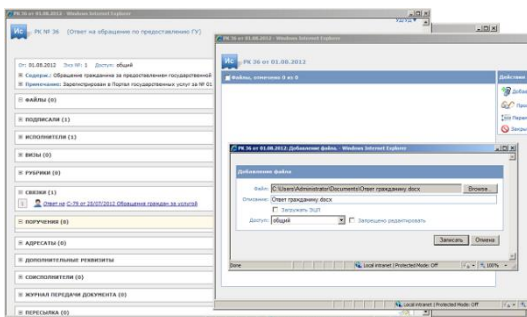 РК от 01.08.2012 - Windows Internet Explorer
Ис
РК № 36 (Ответ на обращение по предоставлению ГУ)
От: 01.08.2012 Экз №: 1 Доступ: общий
Содерж.: Обращение гражданина за предоставлением государственной
Примечание: Зарегистрирован в Портал государственных услуг за № 01
ФАЙЛЫ (0)
ПОДПИСАЛИ (1)
ИСПОЛНИТЕЛИ (1)
ВИЗЫ (0)
РУБРИКИ (0)
СВЯЗКИ (1)
1 Ответ на С-78 от 25/07/2012 Обращение граждан за услугой
ПОРУЧЕНИЯ (0)
АДРЕСАТЫ (0)
ДОПОЛНИТЕЛЬНЫЕ РЕКВИЗИТЫ
СОИСПОЛНИТЕЛИ (0)
ЖУРНАЛ ПЕРЕДАЧИ ДОКУМЕНТА (0)
ПЕРЕСЫЛКА (0)
РК 36 от 01.08.2012 - Windows Internet Explorer
Ис
РК 36 от 01.08.2012
Файлы, отмечено 0 из 0
Действия
РК 36 от 01.08.2012: Добавление файла - Windows Internet Explorer
Добавление файла
Файл: C:\Users\Administrator\Documents\Ответ гражданину.docx Browse...
Описание: Ответ гражданину.docx
Загружать ЭЦП
Доступ: общий Запрещено редактировать
Записать Отмена
Done Local intranet | Protected Mode: Off 100%
Local intranet | Protected Mode: Off